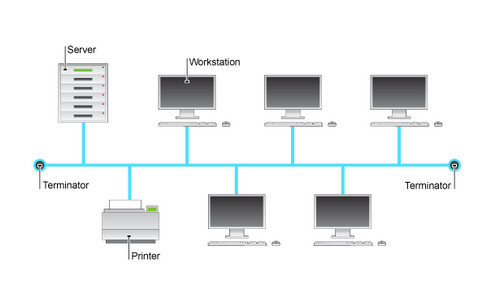 Server
Workstation
Terminator
Terminator
Printer